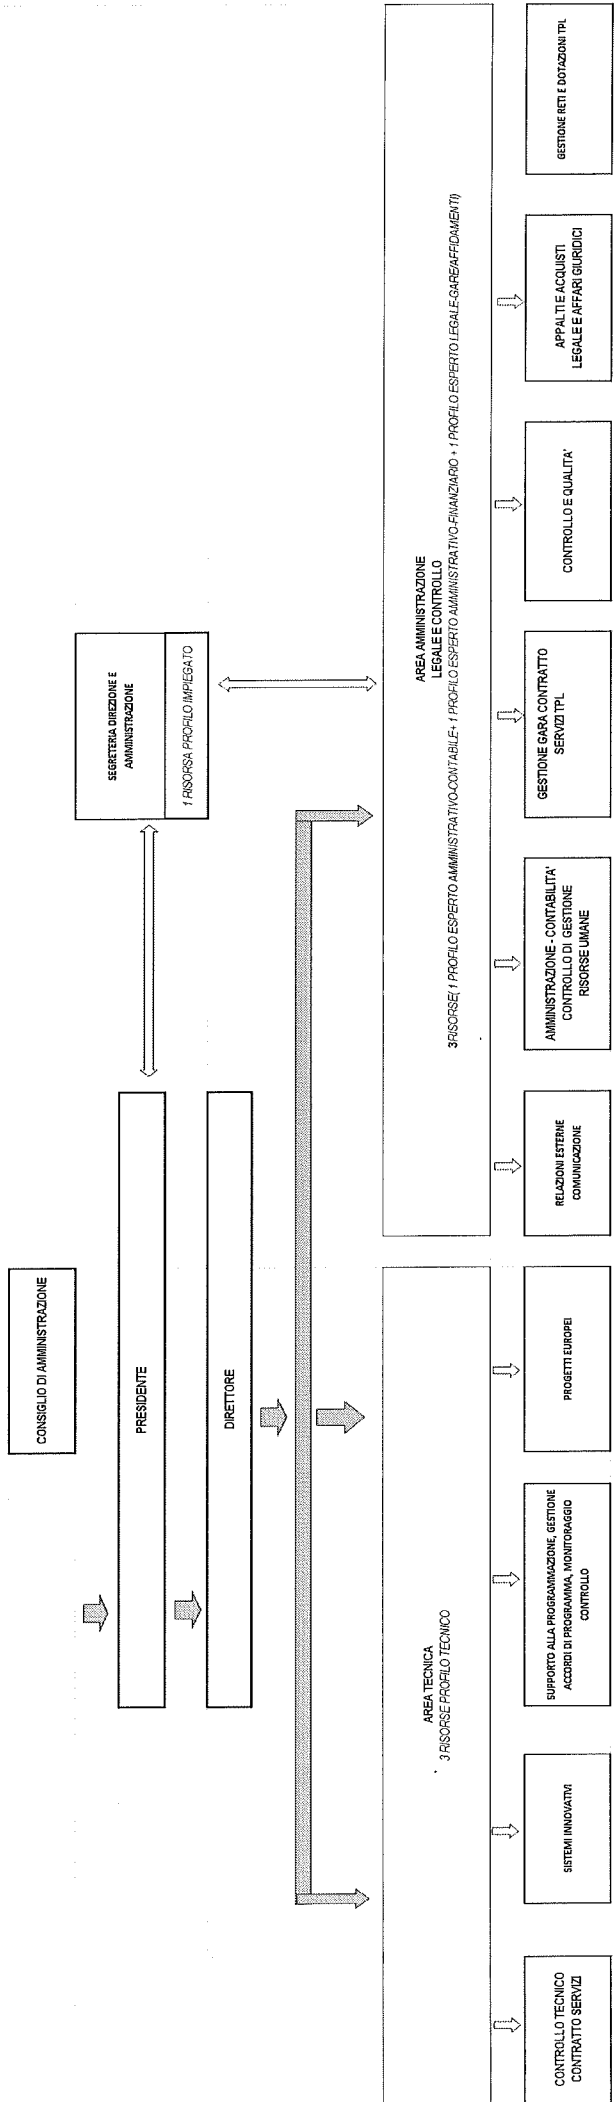 CONSIGLIO DI AMMINISTRAZIONE
PRESIDENTE
SEGRETERIA DIREZIONE E
AMMINISTRAZIONE
1 RISORSA PROFILO IMPIEGATO
DIRETTORE
AREA TECNICA
3 RISORSE PROFILO TECNICO
AREA AMMINISTRAZIONE
LEGALE E CONTROLLO
3RISORSE( 1 PROFILO ESPERTO AMMINISTRATIVO-CONTABILE+ 1 PROFILO ESPERTO AMMINISTRATIVO-FINANZIARIO + 1 PROFILO ESPERTO LEGALE-GARE/AFFIDAMENTI)
CONTROLLO TECNICO
CONTRATTO SERVIZI
SISTEMI INNOVATIVI
SUPPORTO ALLA PROGRAMMAZIONE, GESTIONE
ACCORDI DI PROGRAMMA, MONITORAGGIO
CONTROLLO
PROGETTI EUROPEI
RELAZIONI ESTERNE
COMUNICAZIONE
AMMINISTRAZIONE - CONTABILITA'
CONTROLLO DI GESTIONE
RISORSE UMANE
GESTIONE GARA CONTRATTO
SERVIZI TPL
CONTROLLO E QUALITA'
APPALTI E ACQUISTI
LEGALE E AFFARI GIURIDICI
GESTIONE RETI E DOTAZIONI TPL